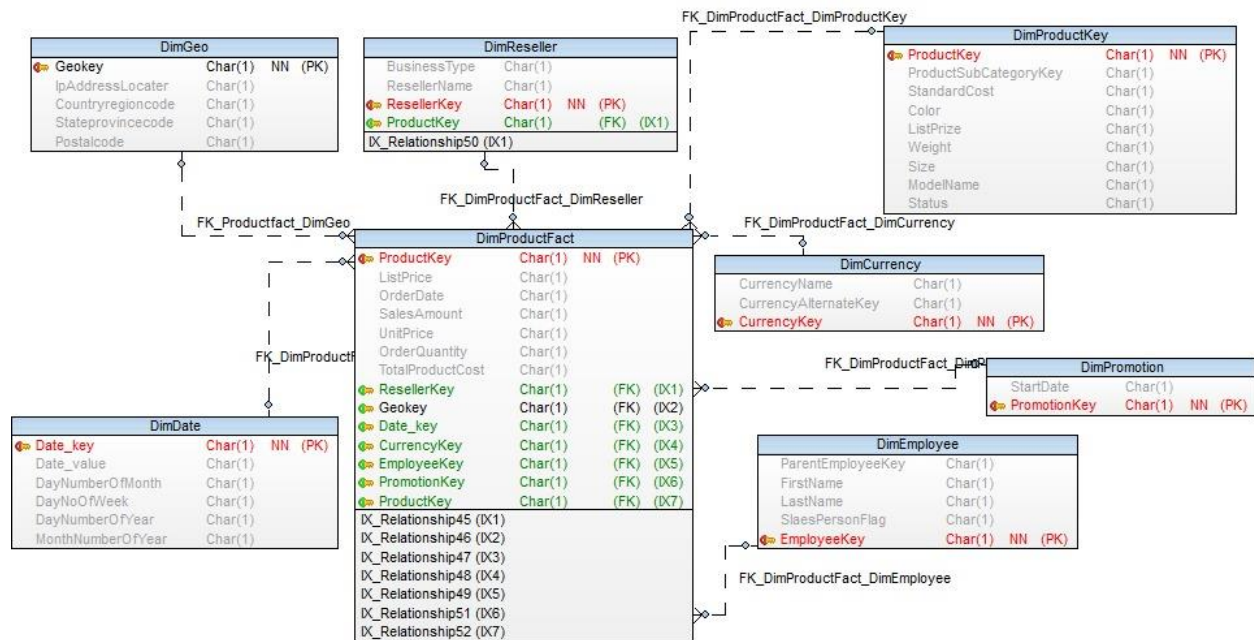 FK_DimProductFact_DimProductKey
DimGeo
Geokey Char(1) NN (PK)
IpAddressLocater Char(1)
Countryregioncode Char(1)
Stateprovincecode Char(1)
Postalcode Char(1)
DimReseller
BusinessType Char(1)
ResellerName Char(1)
ResellerKey Char(1) NN (PK)
ProductKey Char(1) (FK) (IX1)
IX_Relationship50 (IX1)
DimProductKey
ProductKey Char(1) NN (PK)
ProductSubCategoryKey Char(1)
StandardCost Char(1)
Color Char(1)
ListPrize Char(1)
Weight Char(1)
Size Char(1)
ModelName Char(1)
Status Char(1)
FK_DimProductFact_DimReseller
FK_Productfact_DimGeo
FK_DimProductFact_DimCurrency
DimProductFact
ProductKey Char(1) NN (PK)
ListPrice Char(1)
OrderDate Char(1)
SalesAmount Char(1)
UnitPrice Char(1)
OrderQuantity Char(1)
TotalProductCost Char(1)
ResellerKey Char(1) (FK) (IX1)
Geokey Char(1) (FK) (IX2)
Date_key Char(1) (FK) (IX3)
CurrencyKey Char(1) (FK) (IX4)
EmployeeKey Char(1) (FK) (IX5)
PromotionKey Char(1) (FK) (IX6)
ProductKey Char(1) (FK) (IX7)
IX_Relationship45 (IX1)
IX_Relationship46 (IX2)
IX_Relationship47 (IX3)
IX_Relationship48 (IX4)
IX_Relationship49 (IX5)
IX_Relationship51 (IX6)
IX_Relationship52 (IX7)
DimCurrency
CurrencyName Char(1)
CurrencyAlternateKey Char(1)
CurrencyKey Char(1) NN (PK)
DimPromotion
StartDate Char(1)
PromotionKey Char(1) NN (PK)
DimDate
Date_key Char(1) NN (PK)
Date_value Char(1)
DayNumberOfMonth Char(1)
DayNoOfWeek Char(1)
DayNumberOfYear Char(1)
MonthNumberOfYear Char(1)
DimEmployee
ParentEmployeeKey Char(1)
FirstName Char(1)
LastName Char(1)
SlaesPersonFlag Char(1)
EmployeeKey Char(1) NN (PK)
FK_DimProductFact_DimEmployee